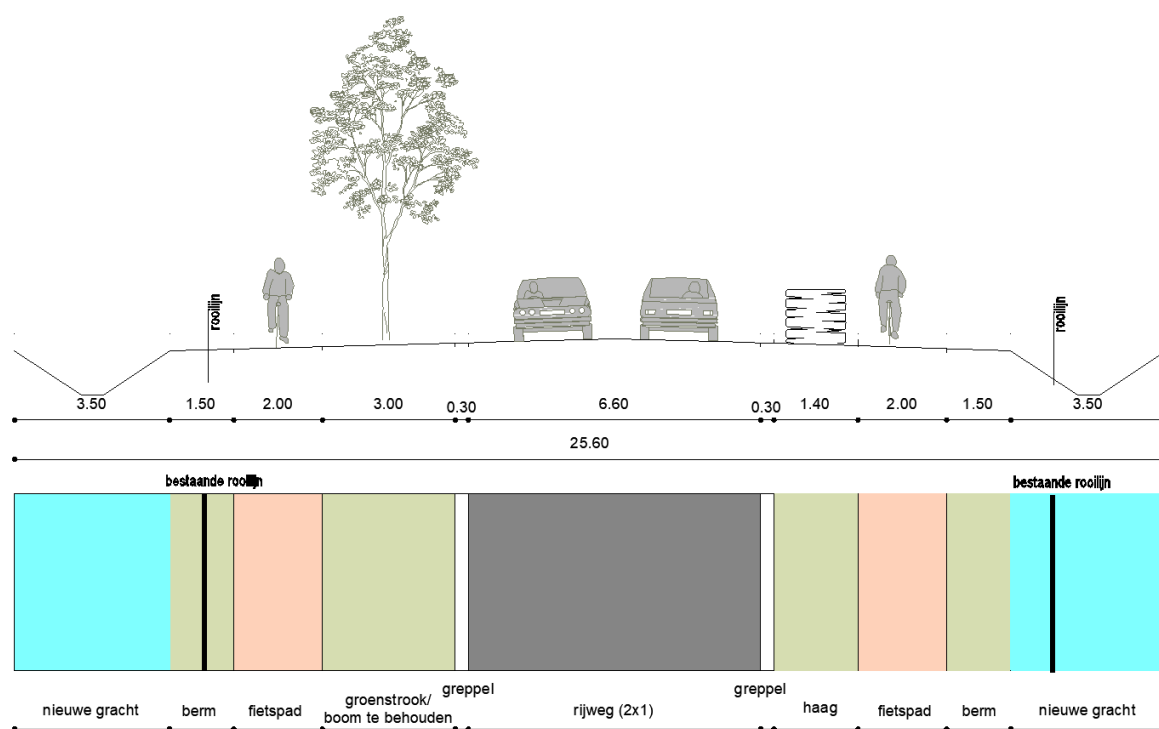 rooilijn
rooilijn
3.50 1.50 2.00 3.00 0.30 6.60 0.30 1.40 2.00 1.50 3.50
25.60
bestaande rooilijn
bestaande rooilijn
nieuwe gracht berm fietspad groenstrook/
boom te behouden
greppel
rijweg (2x1)
greppel
haag fietspad berm nieuwe gracht